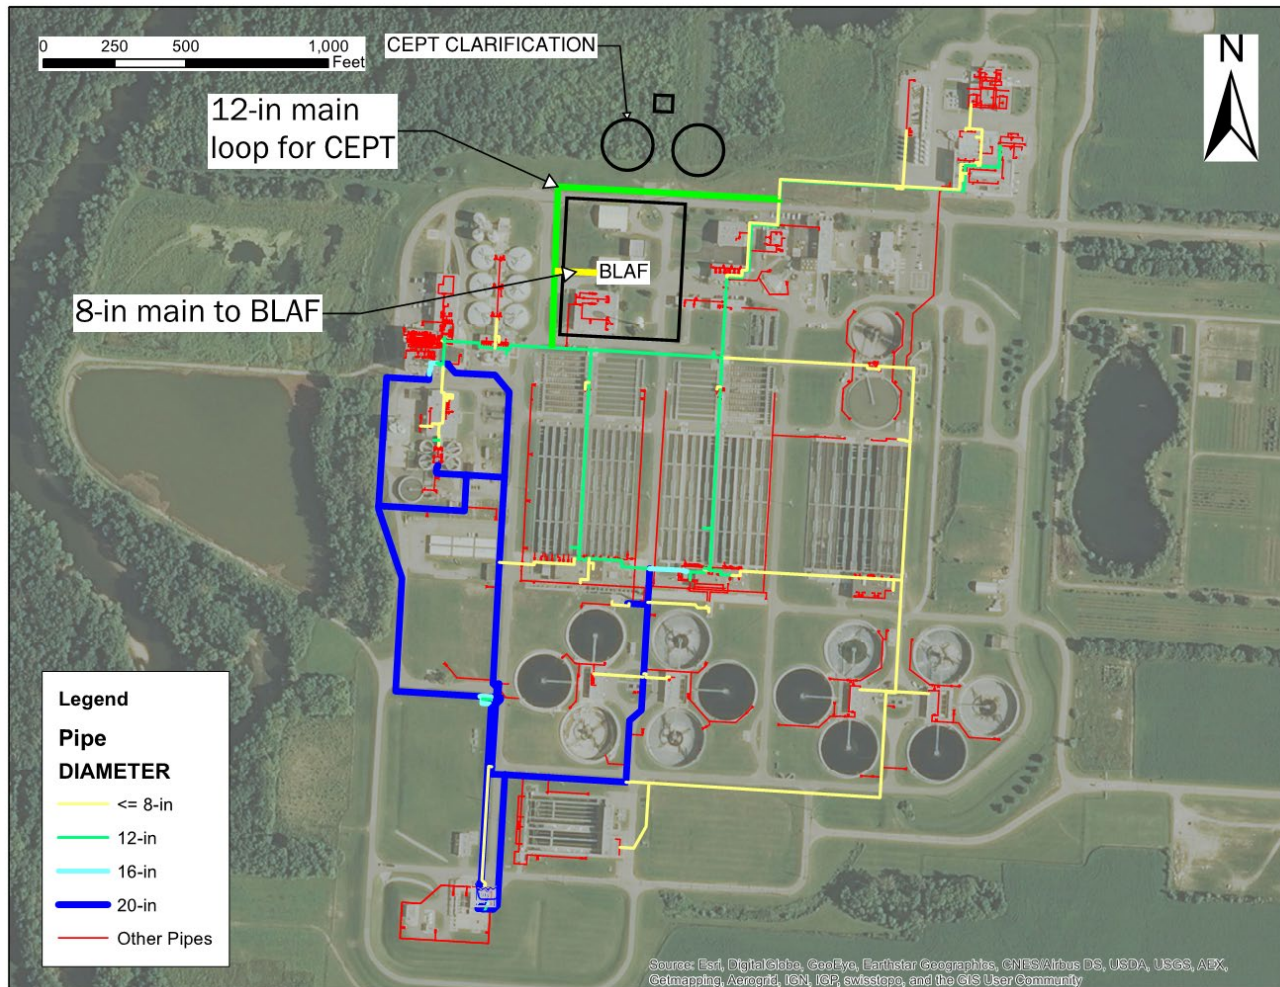 0 250 500 1,000
Feet
CEPT CLARIFICATION
N
12-in main
loop for CEPT
BLAF
8-in main to BLAF
Legend
Pipe
DIAMETER
<= 8-in
12-in
16-in
20-in
Other Pipes
Source: Esri, DigitalGlobe, GeoEye, Earthstar Geographics, CNES/Airbus DS, USDA, USGS, AEX,
Getmapping, Aerogrid, IGN, IGP, swisstopo, and the GIS User Community